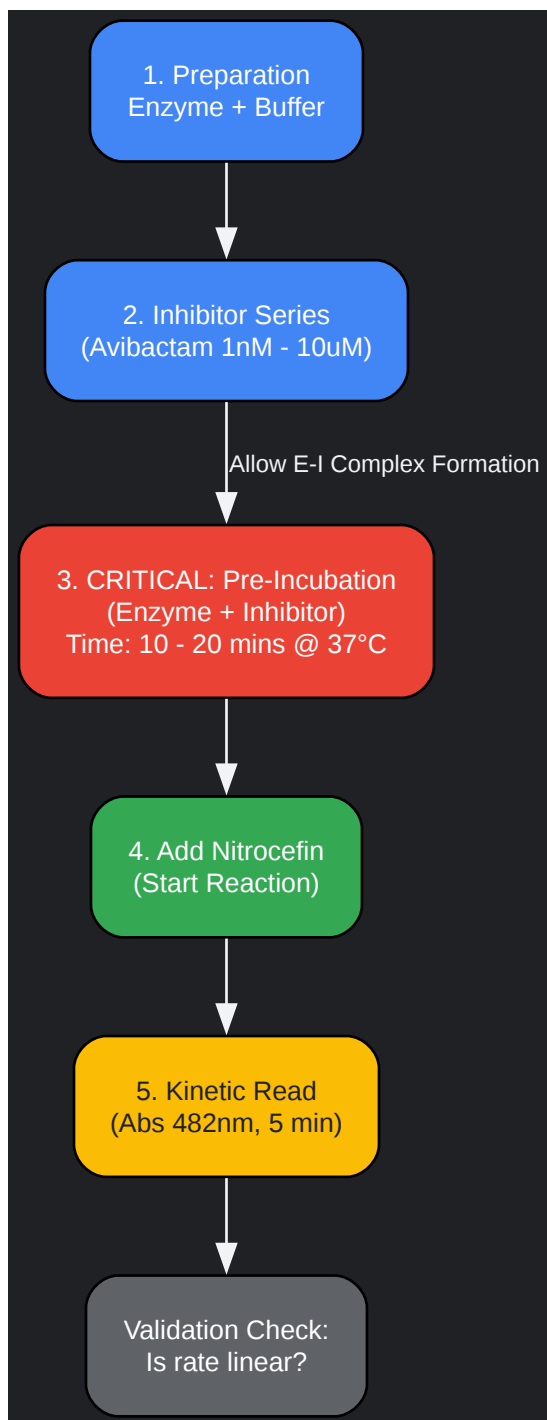 1. Preparation
Enzyme + Buffer
2. Inhibitor Series
(Avibactam 1nM - 10uM)
Allow E-I Complex Formation
3. CRITICAL: Pre-Incubation
(Enzyme + Inhibitor)
Time: 10 - 20 mins @ 37°C
4. Add Nitrocefin
(Start Reaction)
5. Kinetic Read
(Abs 482nm, 5 min)
Validation Check:
Is rate linear?